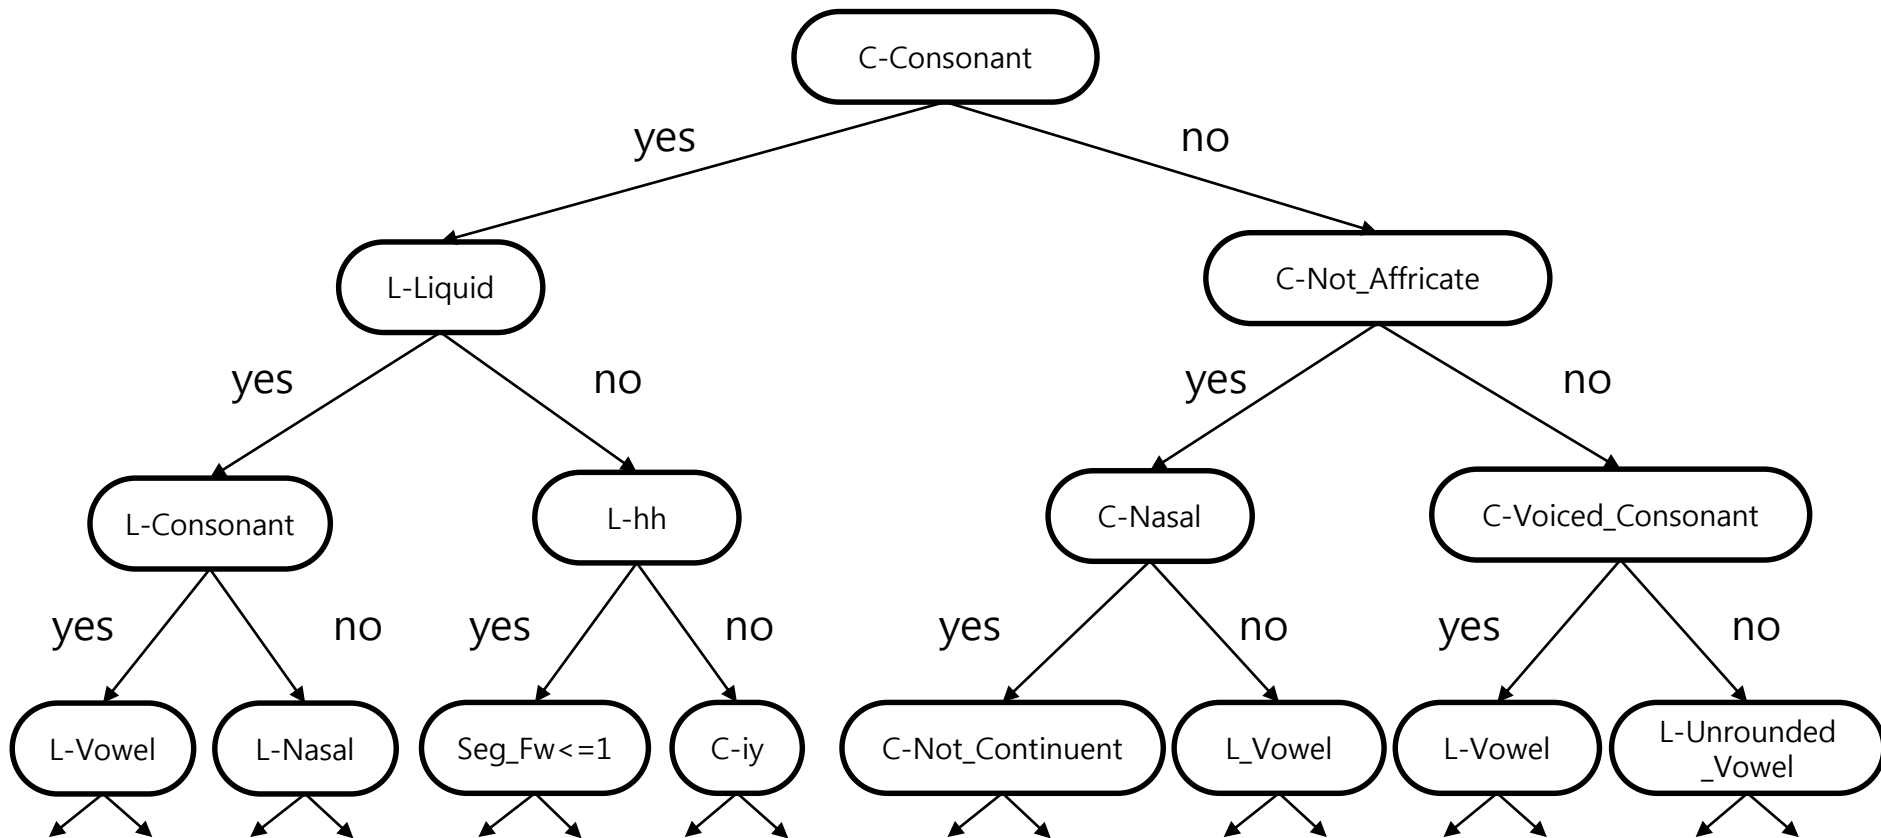 C-Consonant
yes
no
L-Liquid
C-Not_Affricate
yes
no
yes
no
L-Consonant
L-hh
C-Nasal
C-Voiced_Consonant
yes
no
yes
no
yes
no
yes
no
L-Vowel
L-Nasal
Seg_Fw<=1
C-iy
C-Not_Continuent
L_Vowel
L-Vowel
L-Unrounded
_Vowel